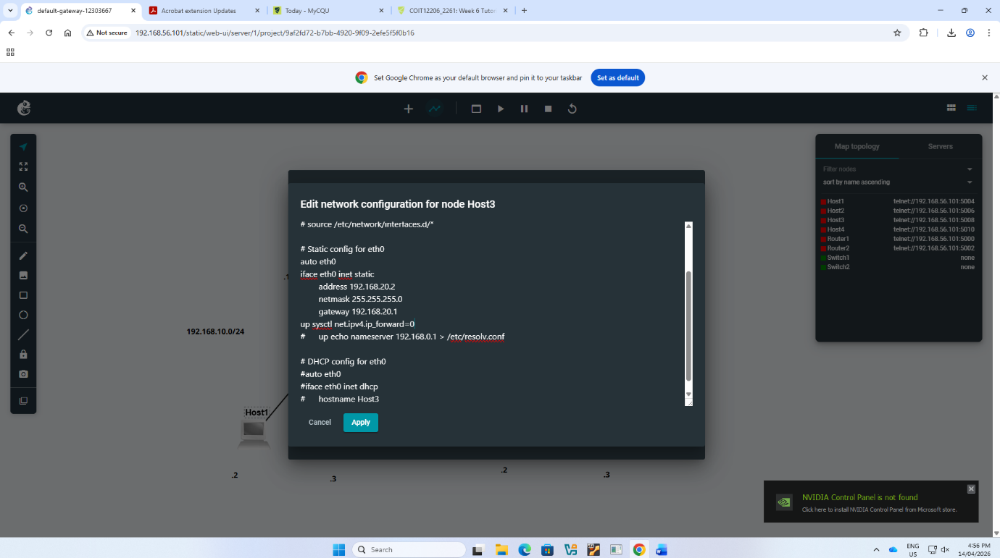 default-gateway-12303667
Acrobat extension Updates
Today - MyCQU
COIT12206_2261: Week 6 Tutor
Not secure
192.168.56.101/static/web-ui/server/1/project/9af2fd72-b7bb-4920-9f09-2efe5f5f0b16
Set Google Chrome as your default browser and pin it to your taskbar
Set as default
Map topology
Servers
Filter nodes
sort by name ascending
Host1 telnet://192.168.56.101:5004
Host2 telnet://192.168.56.101:5006
Host3 telnet://192.168.56.101:5008
Host4 telnet://192.168.56.101:5010
Router1 telnet://192.168.56.101:5000
Router2 telnet://192.168.56.101:5002
Switch1 none
Switch2 none
Edit network configuration for node Host3
# source /etc/network/interfaces.d/*
# Static config for eth0
auto eth0
iface eth0 inet static
address 192.168.20.2
netmask 255.255.255.0
gateway 192.168.20.1
up sysctl net.ipv4.ip_forward=0
# up echo nameserver 192.168.0.1 > /etc/resolv.conf
# DHCP config for eth0
#auto eth0
#iface eth0 inet dhcp
# hostname Host3
Cancel
Apply
.1
192.168.10.0/24
Host1
.2
.3
.2
.3
NVIDIA Control Panel is not found
Click here to install NVIDIA Control Panel from Microsoft store.
Search
ENG
US
4:56 PM
14/04/2026